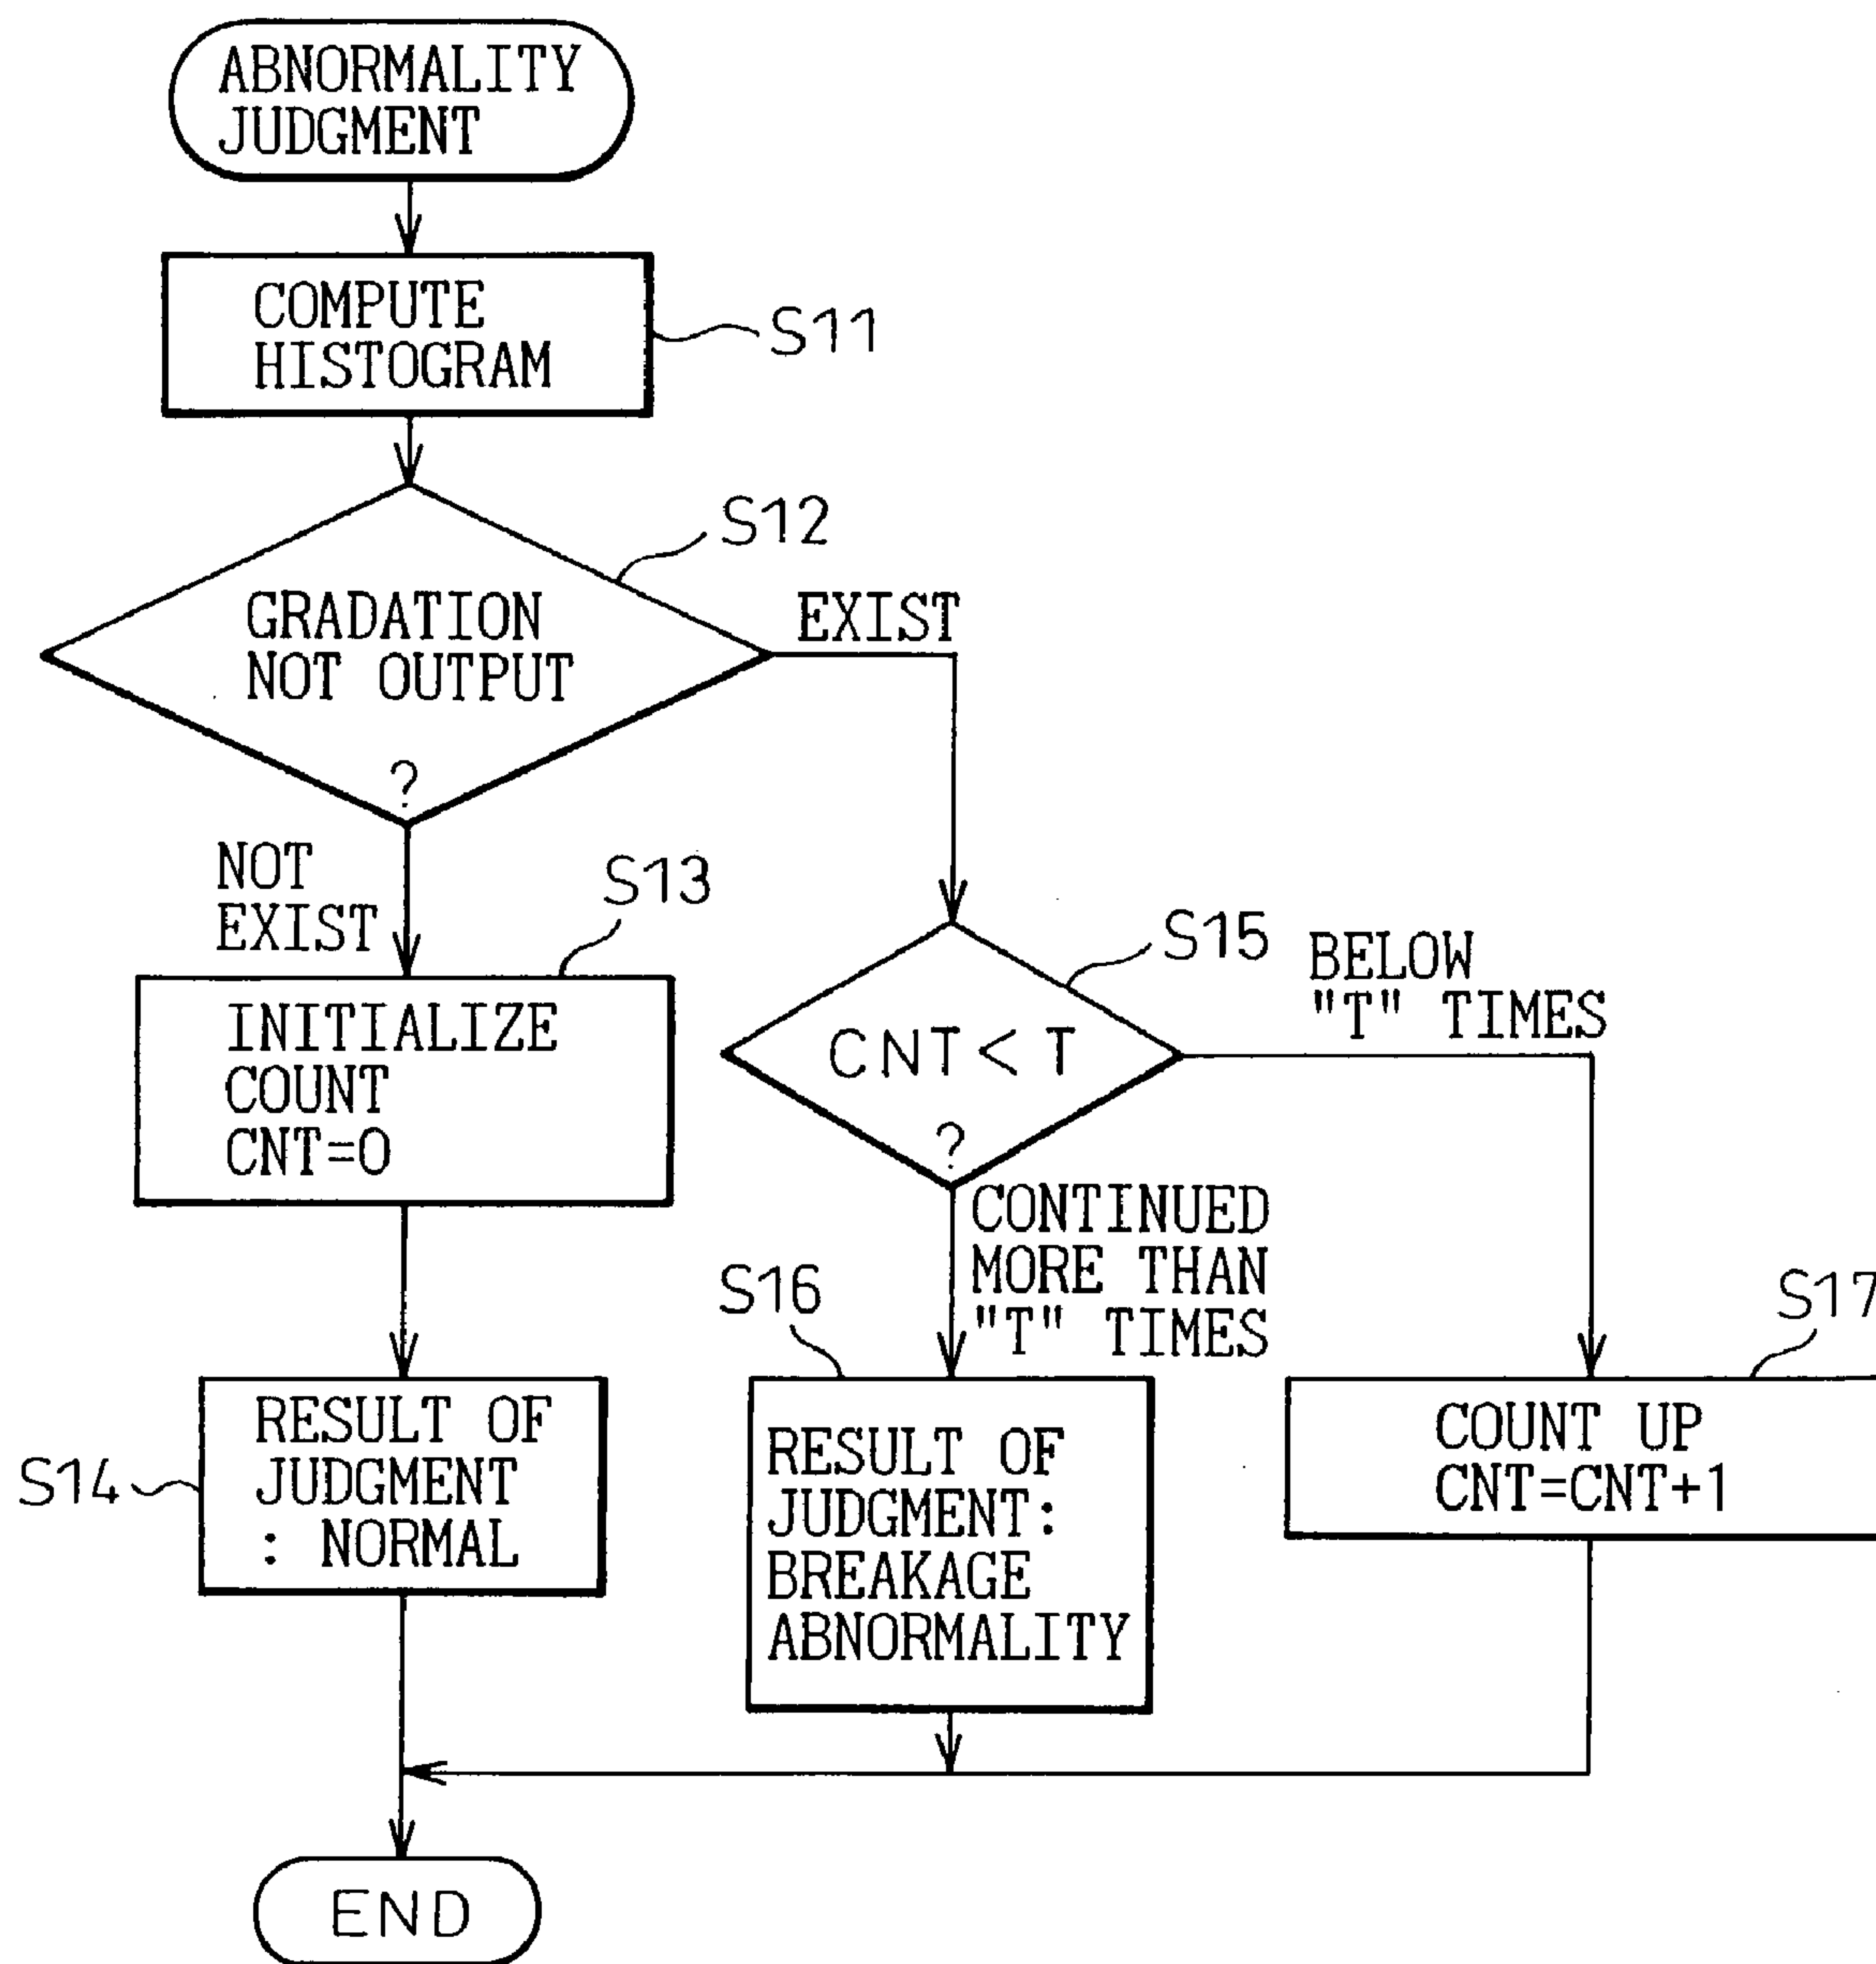 ABNORMALITY
JUDGMENT
COMPUTE
HISTOGRAM
S11
S12
GRADATION
NOT OUTPUT
?
EXIST
NOT
EXIST
S13
INITIALIZE
COUNT
CNT=0
S15
CNT<T
?
BELOW
"T" TIMES
CONTINUED
MORE THAN
"T" TIMES
S14
RESULT OF
JUDGMENT
: NORMAL
S16
RESULT OF
JUDGMENT:
BREAKAGE
ABNORMALITY
S17
COUNT UP
CNT=CNT+1
END